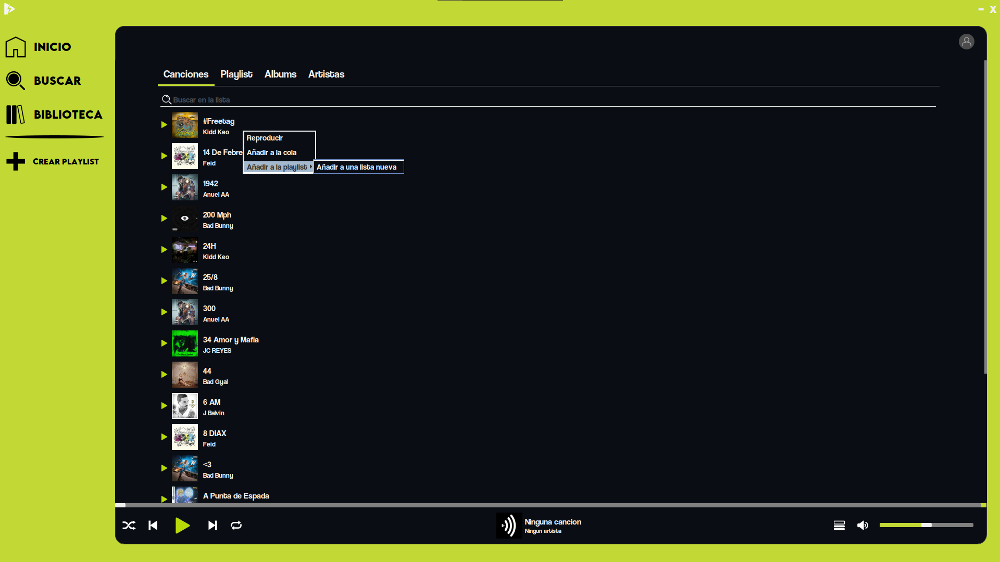 - X
INICIO
BUSCAR
BIBLIOTECA
CREAR PLAYLIST
Canciones Playlist Albums Artistas
Buscar en la lista
#Freetag
Kidd Keo
Reproducir
Añadir a la cola
Añadir a la playlist
Añadir a una lista nueva
14 De Febre
Feid
1942
Anuel AA
200 Mph
Bad Bunny
24H
Kidd Keo
25/8
Bad Bunny
300
Anuel AA
34 Amor y Mafia
JC REYES
44
Bad Gyal
6 AM
J Balvin
8 DIAX
Feid
<3
Bad Bunny
A Punta de Espada
Ninguna cancion
Ningun artista